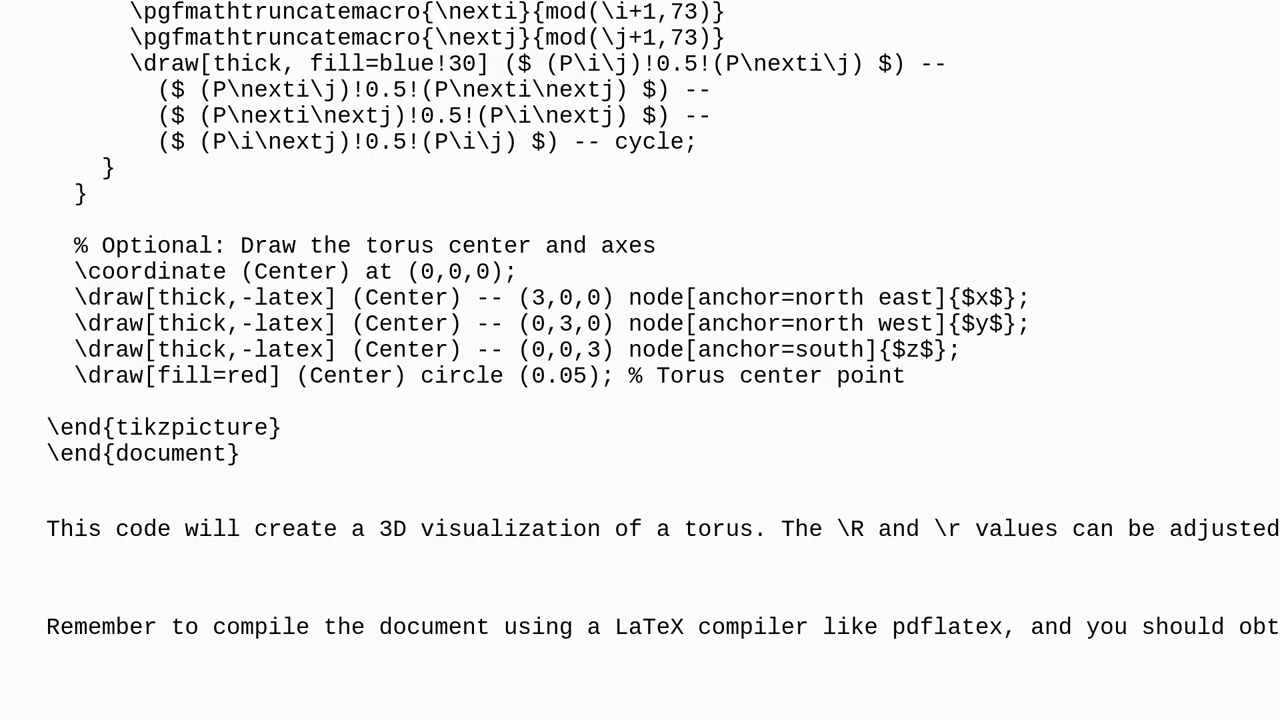 \pgfmathtruncatemacro{\nexti}{mod(\i+1,73)}
\pgfmathtruncatemacro{\nextj}{mod(\j+1,73)}
\draw[thick, fill=blue!30] ($ (P\i\j)!0.5!(P\nexti\j) $) --
($ (P\nexti\j)!0.5!(P\nexti\nextj) $) --
($ (P\nexti\nextj)!0.5!(P\i\nextj) $) --
($ (P\i\nextj)!0.5!(P\i\j) $) -- cycle;
}
}
% Optional: Draw the torus center and axes
\coordinate (Center) at (0,0,0);
\draw[thick,-latex] (Center) -- (3,0,0) node[anchor=north east]{$x$};
\draw[thick,-latex] (Center) -- (0,3,0) node[anchor=north west]{$y$};
\draw[thick,-latex] (Center) -- (0,0,3) node[anchor=south]{$z$};
\draw[fill=red] (Center) circle (0.05); % Torus center point
\end{tikzpicture}
\end{document}
This code will create a 3D visualization of a torus. The \R and \r values can be adjusted
Remember to compile the document using a LaTeX compiler like pdflatex, and you should obt